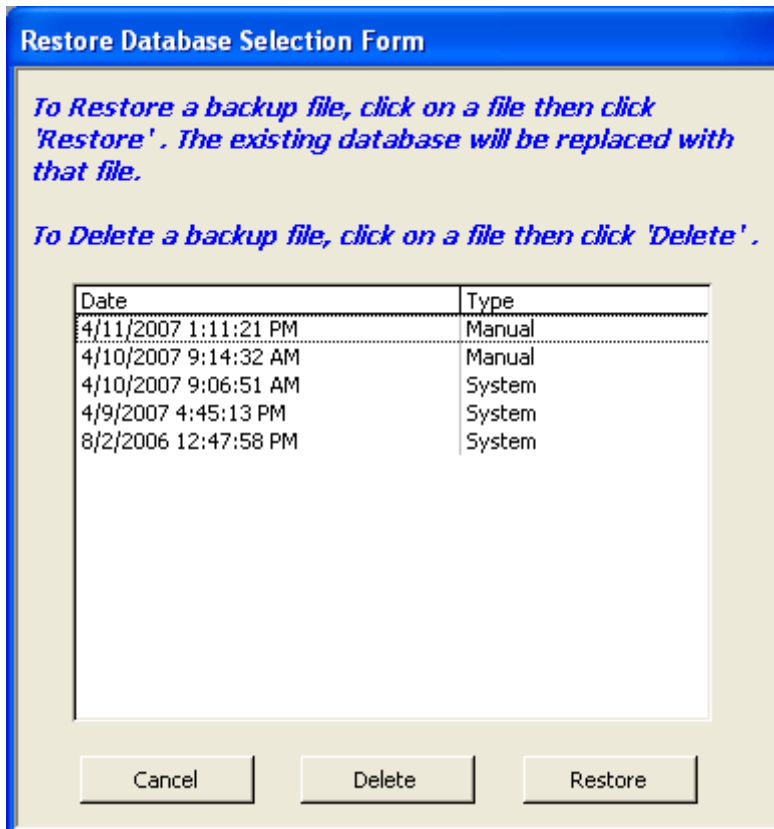 Restore Database Selection Form
To Restore a backup file, click on a file then click
'Restore' . The existing database will be replaced with
that file.
To Delete a backup file, click on a file then click 'Delete' .
Date Type
4/11/2007 1:11:21 PM Manual
4/10/2007 9:14:32 AM Manual
4/10/2007 9:06:51 AM System
4/9/2007 4:45:13 PM System
8/2/2006 12:47:58 PM System
Cancel Delete Restore